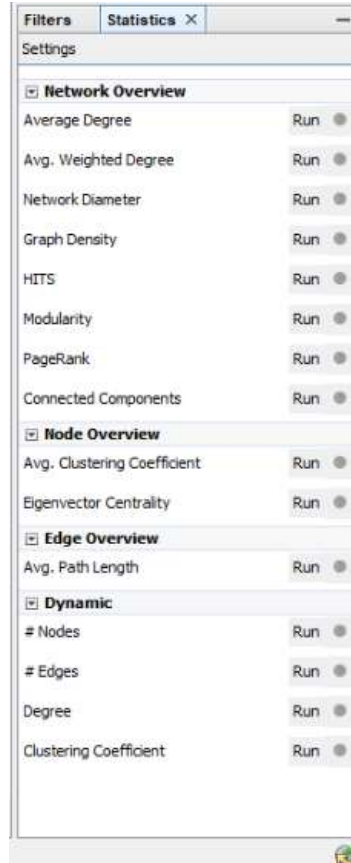 Filters Statistics ×
Settings
Network Overview
Average Degree Run
Avg. Weighted Degree Run
Network Diameter Run
Graph Density Run
HITS Run
Modularity Run
PageRank Run
Connected Components Run
Node Overview
Avg. Clustering Coefficient Run
Eigenvector Centrality Run
Edge Overview
Avg. Path Length Run
Dynamic
# Nodes Run
# Edges Run
Degree Run
Clustering Coefficient Run